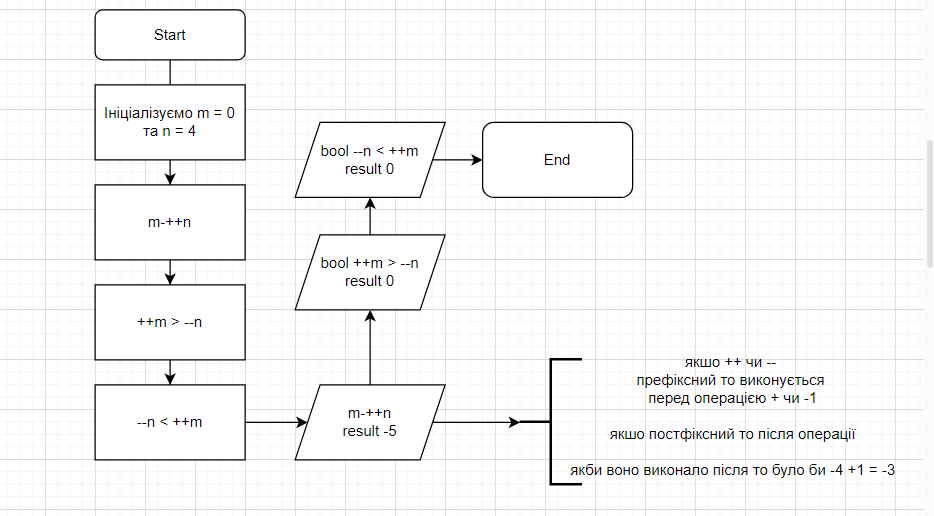 Start
Ініціалізуємо m = 0
та n = 4
m-++n
++m > --n
--n < ++m
m-++n
result -5
bool ++m > --n
result 0
bool --n < ++m
result 0
End
якшо ++ чи --
префіксний то виконується
перед операцією + чи -1
якшо постфіксний то після операції
якби воно виконало після то було би -4 +1 = -3